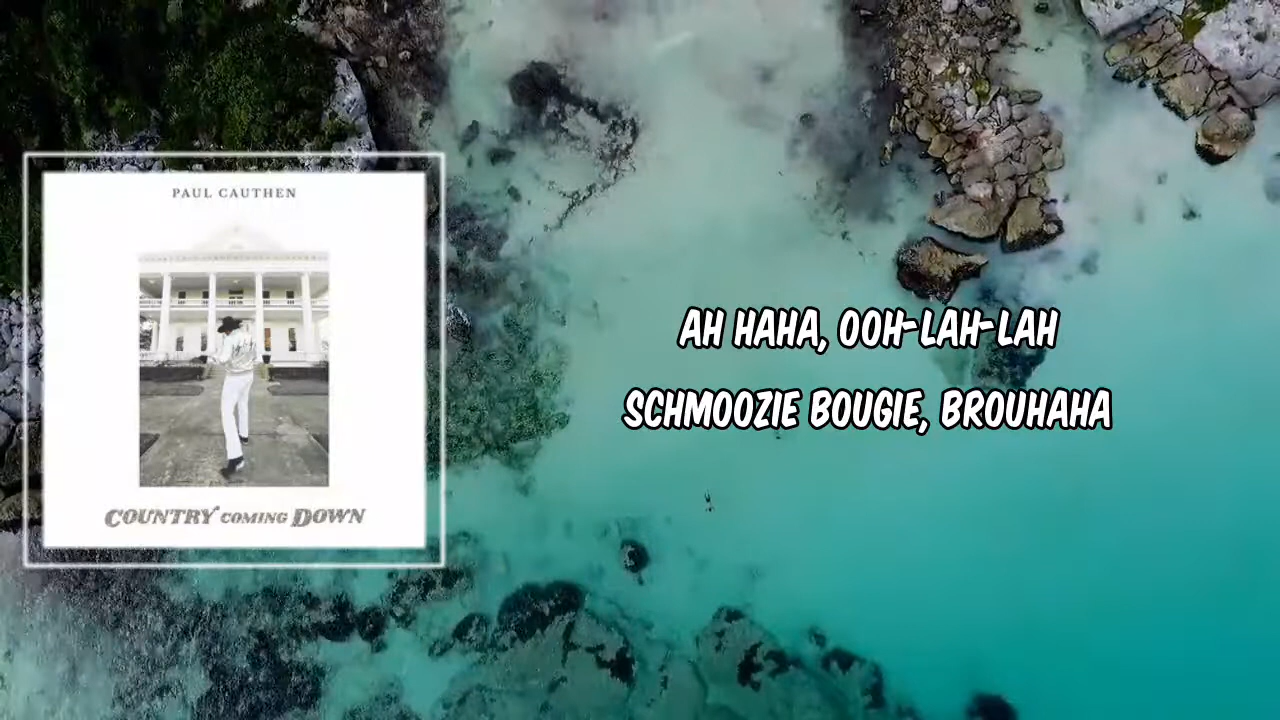 PAUL CAUTHEN
COUNTRY COMING DOWN
AH HAHA, OOH-LAH-LAH
SCHMOOZIE BOUGIE, BROUHAHA